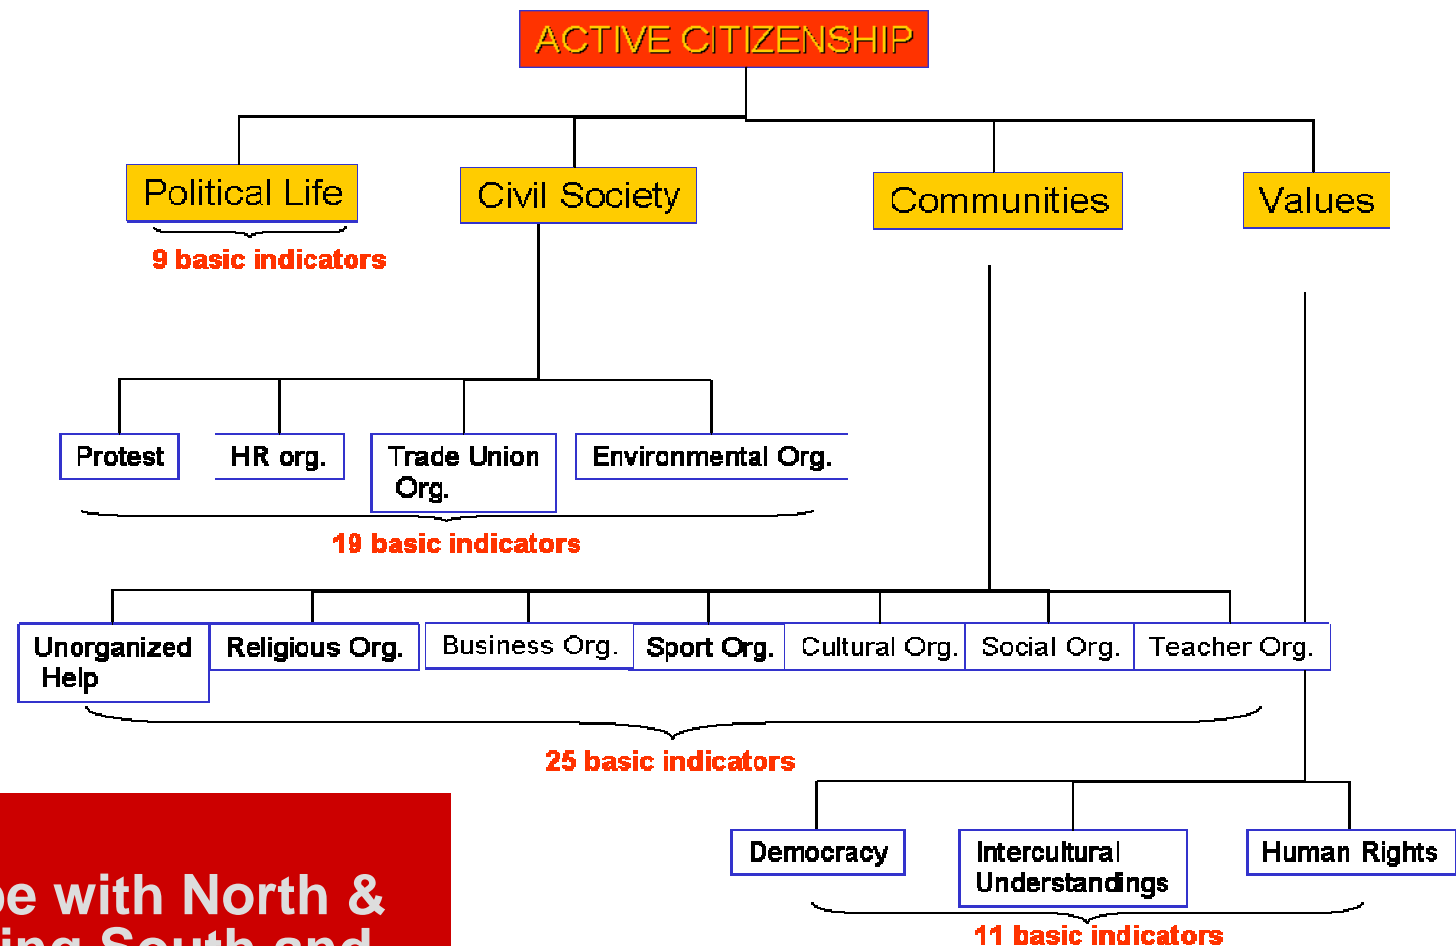 ACTIVE CITIZENSHIP
Political Life
Civil Society
Communities
Values
9 basic indicators
Protest
HR org.
Trade Union
Org.
Environmental Org.
19 basic indicators
Unorganized
Help
Religious Org.
Business Org.
Sport Org.
Cultural Org.
Social Org.
Teacher Org.
25 basic indicators
Democracy
Intercultural
Understandings
Human Rights
11 basic indicators
with North &
South and